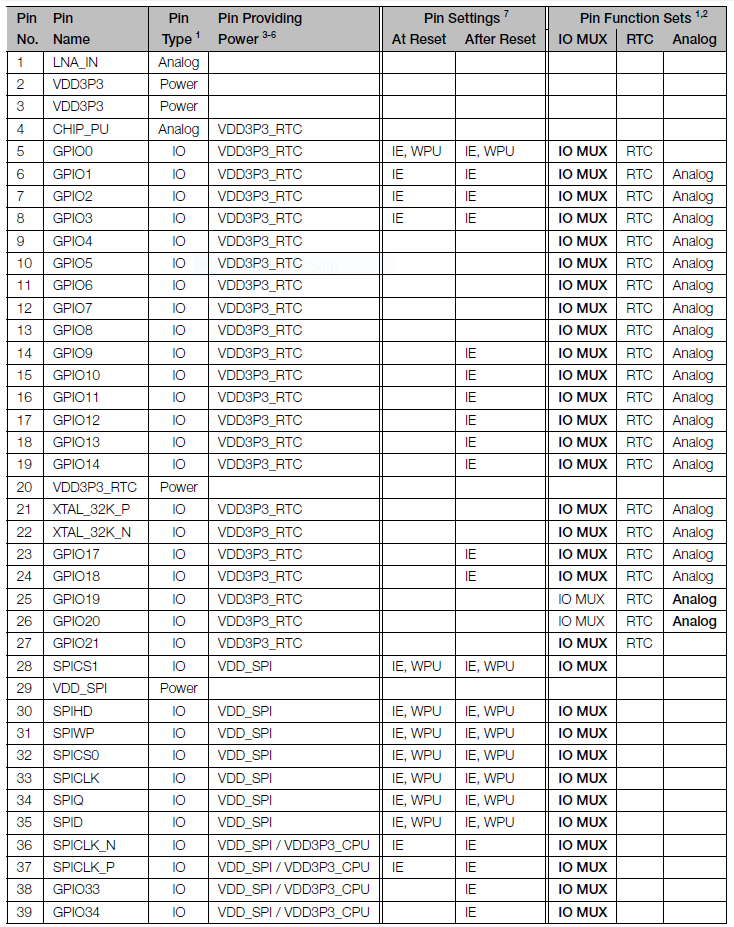 Pin Pin Pin Pin Providing Pin Settings 7 Pin Function Sets 1,2
No. Name Type 1 Power 3-6 At Reset After Reset IO MUX RTC Analog
1 LNA_IN Analog
2 VDD3P3 Power
3 VDD3P3 Power
4 CHIP_PU Analog VDD3P3_RTC
5 GPIO0 IO VDD3P3_RTC IE, WPU IE, WPU IO MUX RTC
6 GPIO1 IO VDD3P3_RTC IE IE IO MUX RTC Analog
7 GPIO2 IO VDD3P3_RTC IE IE IO MUX RTC Analog
8 GPIO3 IO VDD3P3_RTC IE IE IO MUX RTC Analog
9 GPIO4 IO VDD3P3_RTC IO MUX RTC Analog
10 GPIO5 IO VDD3P3_RTC IO MUX RTC Analog
11 GPIO6 IO VDD3P3_RTC IO MUX RTC Analog
12 GPIO7 IO VDD3P3_RTC IO MUX RTC Analog
13 GPIO8 IO VDD3P3_RTC IO MUX RTC Analog
14 GPIO9 IO VDD3P3_RTC IE IO MUX RTC Analog
15 GPIO10 IO VDD3P3_RTC IE IO MUX RTC Analog
16 GPIO11 IO VDD3P3_RTC IE IO MUX RTC Analog
17 GPIO12 IO VDD3P3_RTC IE IO MUX RTC Analog
18 GPIO13 IO VDD3P3_RTC IE IO MUX RTC Analog
19 GPIO14 IO VDD3P3_RTC IE IO MUX RTC Analog
20 VDD3P3_RTC Power
21 XTAL_32K_P IO VDD3P3_RTC IO MUX RTC Analog
22 XTAL_32K_N IO VDD3P3_RTC IO MUX RTC Analog
23 GPIO17 IO VDD3P3_RTC IE IO MUX RTC Analog
24 GPIO18 IO VDD3P3_RTC IE IO MUX RTC Analog
25 GPIO19 IO VDD3P3_RTC IO MUX RTC Analog
26 GPIO20 IO VDD3P3_RTC IO MUX RTC Analog
27 GPIO21 IO VDD3P3_RTC IO MUX RTC
28 SPICS1 IO VDD_SPI IE, WPU IE, WPU IO MUX
29 VDD_SPI Power
30 SPIHD IO VDD_SPI IE, WPU IE, WPU IO MUX
31 SPIWP IO VDD_SPI IE, WPU IE, WPU IO MUX
32 SPICS0 IO VDD_SPI IE, WPU IE, WPU IO MUX
33 SPICLK IO VDD_SPI IE, WPU IE, WPU IO MUX
34 SPIQ IO VDD_SPI IE, WPU IE, WPU IO MUX
35 SPID IO VDD_SPI IE, WPU IE, WPU IO MUX
36 SPICLK_N IO VDD_SPI / VDD3P3_CPU IE IE IO MUX
37 SPICLK_P IO VDD_SPI / VDD3P3_CPU IE IE IO MUX
38 GPIO33 IO VDD_SPI / VDD3P3_CPU IE IO MUX
39 GPIO34 IO VDD_SPI / VDD3P3_CPU IE IO MUX